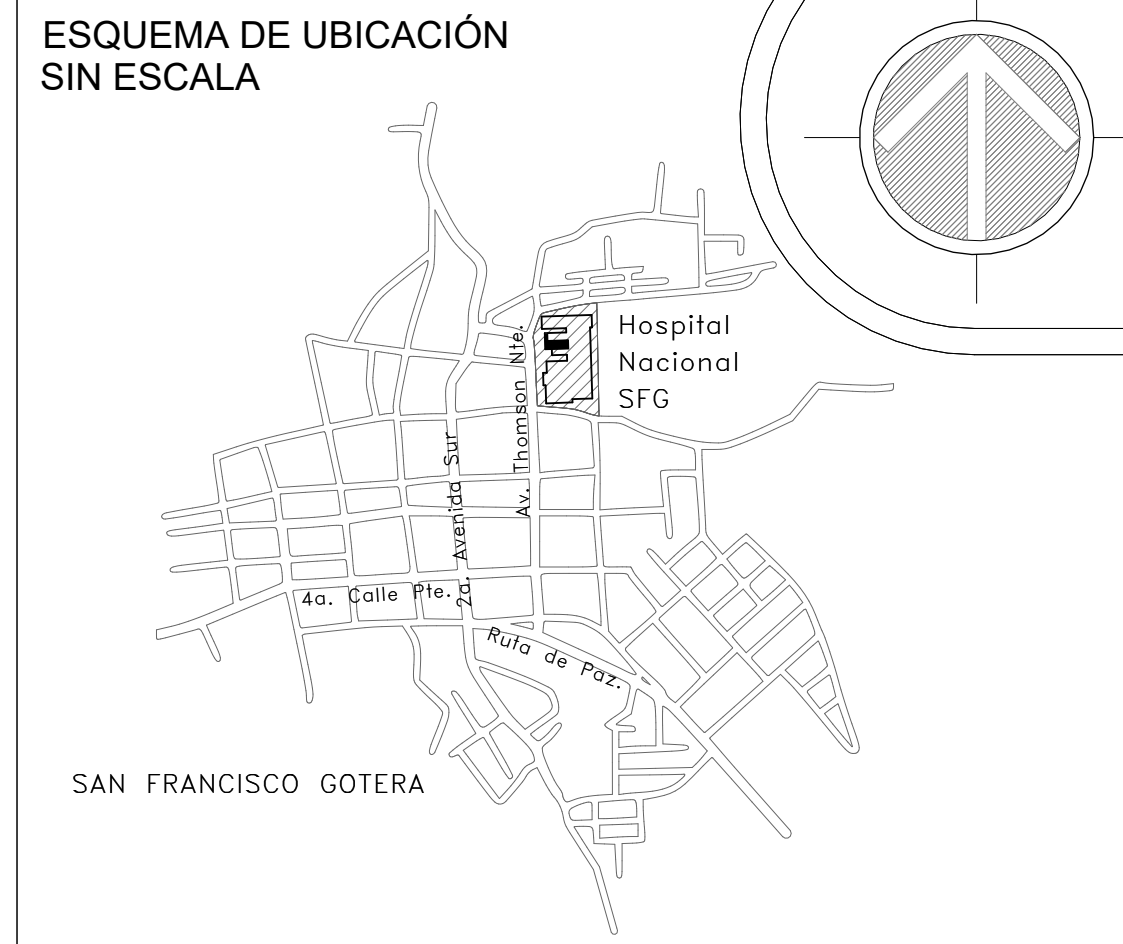 ESQUEMA DE UBICACIÓN
SIN ESCALA
Hospital
Nacional
SFG
Av. Thomson Nte.
2a. Avenida Sur
4a. Calle Pte.
Ruta de Paz.
SAN FRANCISCO GOTERA